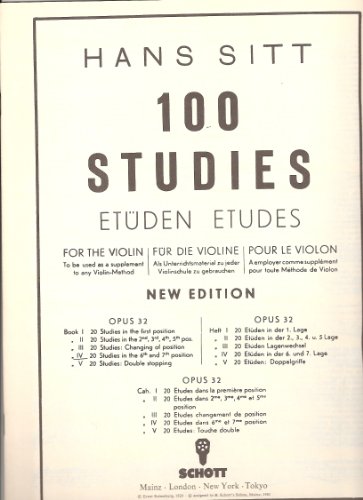 HANS SITT
100
STUDIES
ETÜDEN ETUDES
FOR THE VIOLIN
To be used as a supplement
to any Violin-Method
FÜR DIE VIOLINE
Als Unterrichtsmaterial zu jeder
Violinschule zu gebrauchen
POUR LE VIOLON
A employer comme supplément
pour toute Méthode de Violon
NEW EDITION
OPUS 32
Book I 20 Studies in the first position
" II 20 Studies in the 2nd, 3rd, 4th, 5th pos.
" III 20 Studies: Changing of position
" IV 20 Studies in the 6th and 7th position
" V 20 Studies: Double stopping
OPUS 32
Heft I 20 Etüden in der 1. Lage
" II 20 Etüden in der 2., 3., 4. u. 5 Lage
" III 20 Etüden Lagenwechsel
" IV 20 Etüden in der 6. und 7. Lage
" V 20 Etüden: Doppelgriffe
OPUS 32
Cah. I 20 Etudes dans la première position
" II 20 Etudes dans 2me, 3me, 4me et 5me
position
" III 20 Etudes changement de position
" IV 20 Etudes dans 6me et 7me position
" V 20 Etudes: Touche double
SCHOTT
Mainz · London · New York · Tokyo